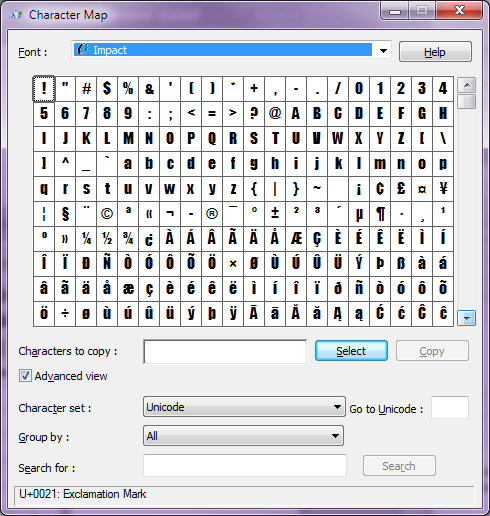 Character Map
Font : Impact Help
! " # $ % & ' ( ) * + , - . / 0 1 2 3 4
5 6 7 8 9 : ; < = > ? @ A B C D E F G H
I J K L M N O P Q R S T U V W X Y Z [ \
] ^ _ ` a b c d e f g h i j k l m n o p
q r s t u v w x y z { | } ~ ¡ ¢ £ ¤ ¥
¦ § ¨ © ª « ¬ - ® ¯ ° ± ² ³ ´ µ ¶ · ¸ ¹
º » ¼ ½ ¾ ¿ À Á Â Ã Ä Å Æ Ç È É Ê Ë Ì Í
Î Ï Ð Ñ Ò Ó Ô Õ Ö × Ø Ù Ú Û Ü Ý Þ ß à á
â ã ä å æ ç è é ê ë ì í î ï ð ñ ò ó ô õ
ö ÷ ø ù ú û ü ý þ ÿ Ā ā Ă ă Ą ą Ć ć Ĉ ĉ
Characters to copy : Select Copy
Advanced view
Character set : Unicode Go to Unicode :
Group by : All
Search for : Search
U+0021: Exclamation Mark